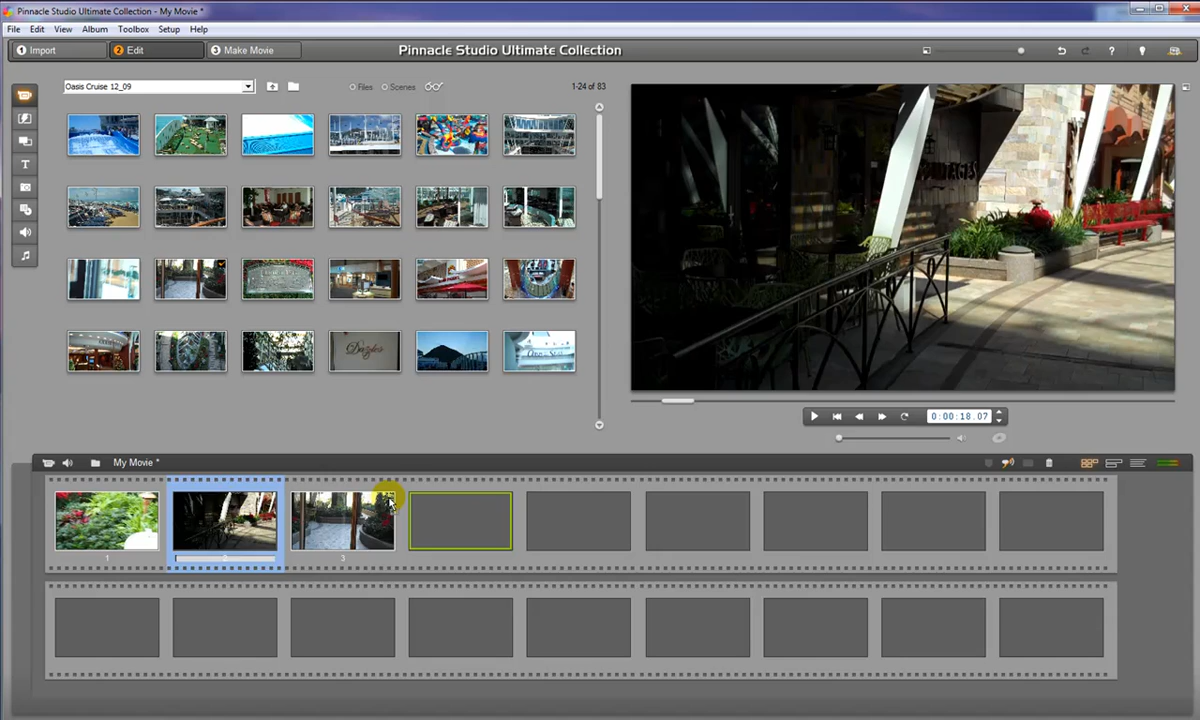 Pinnacle Studio Ultimate Collection - My Movie *
File Edit View Album Toolbox Setup Help
1 Import 2 Edit 3 Make Movie Pinnacle Studio Ultimate Collection ?
Oasis Cruise 12_09 Files Scenes 1-24 of 83
T
Dazzles
0:00:18.07
My Movie *
1 2 3